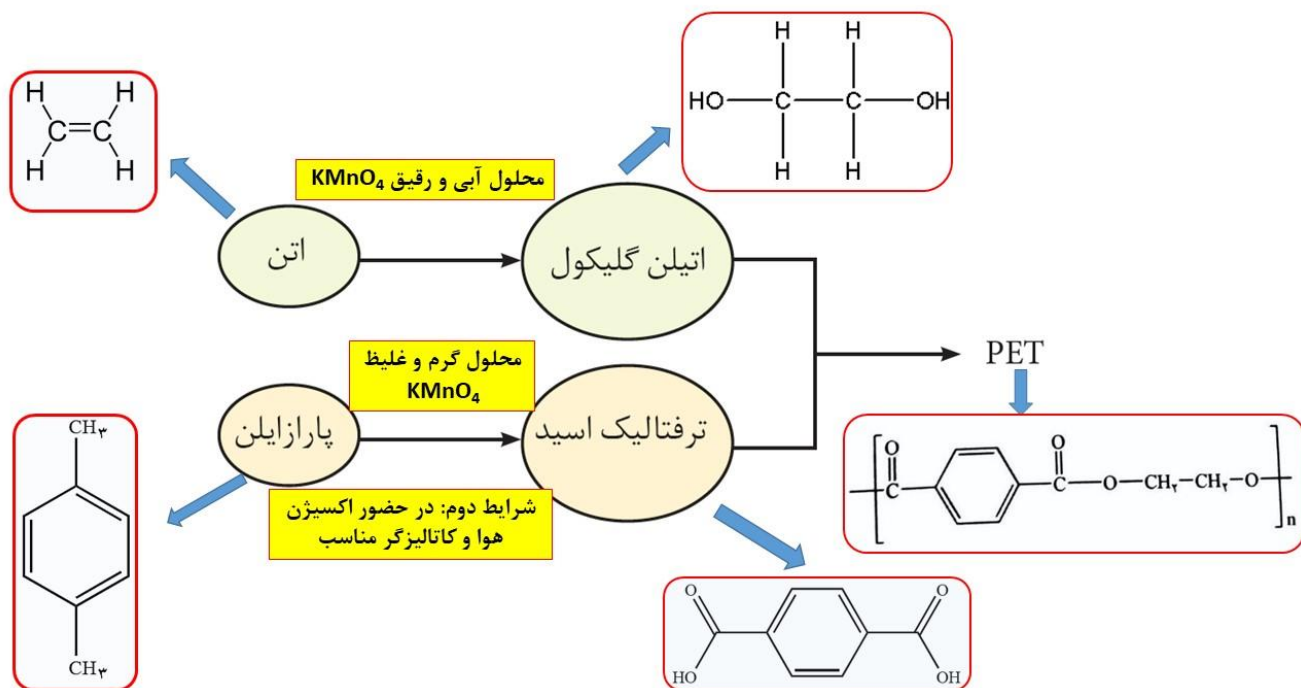 H H
C=C
H H
H H
HO C C OH
H H
محلول آبی و رقیق KMnO₄
اتن
اتیلن گلیکول
محلول گرم و غلیظ
KMnO₄
پارازایلن
ترفتالیک اسید
شرایط دوم: در حضور اکسیژن
هوا و کاتالیزگر مناسب
PET
CH۳
CH۳
O O
C C—O—CH۲—CH۲—O
n
O O
HO OH